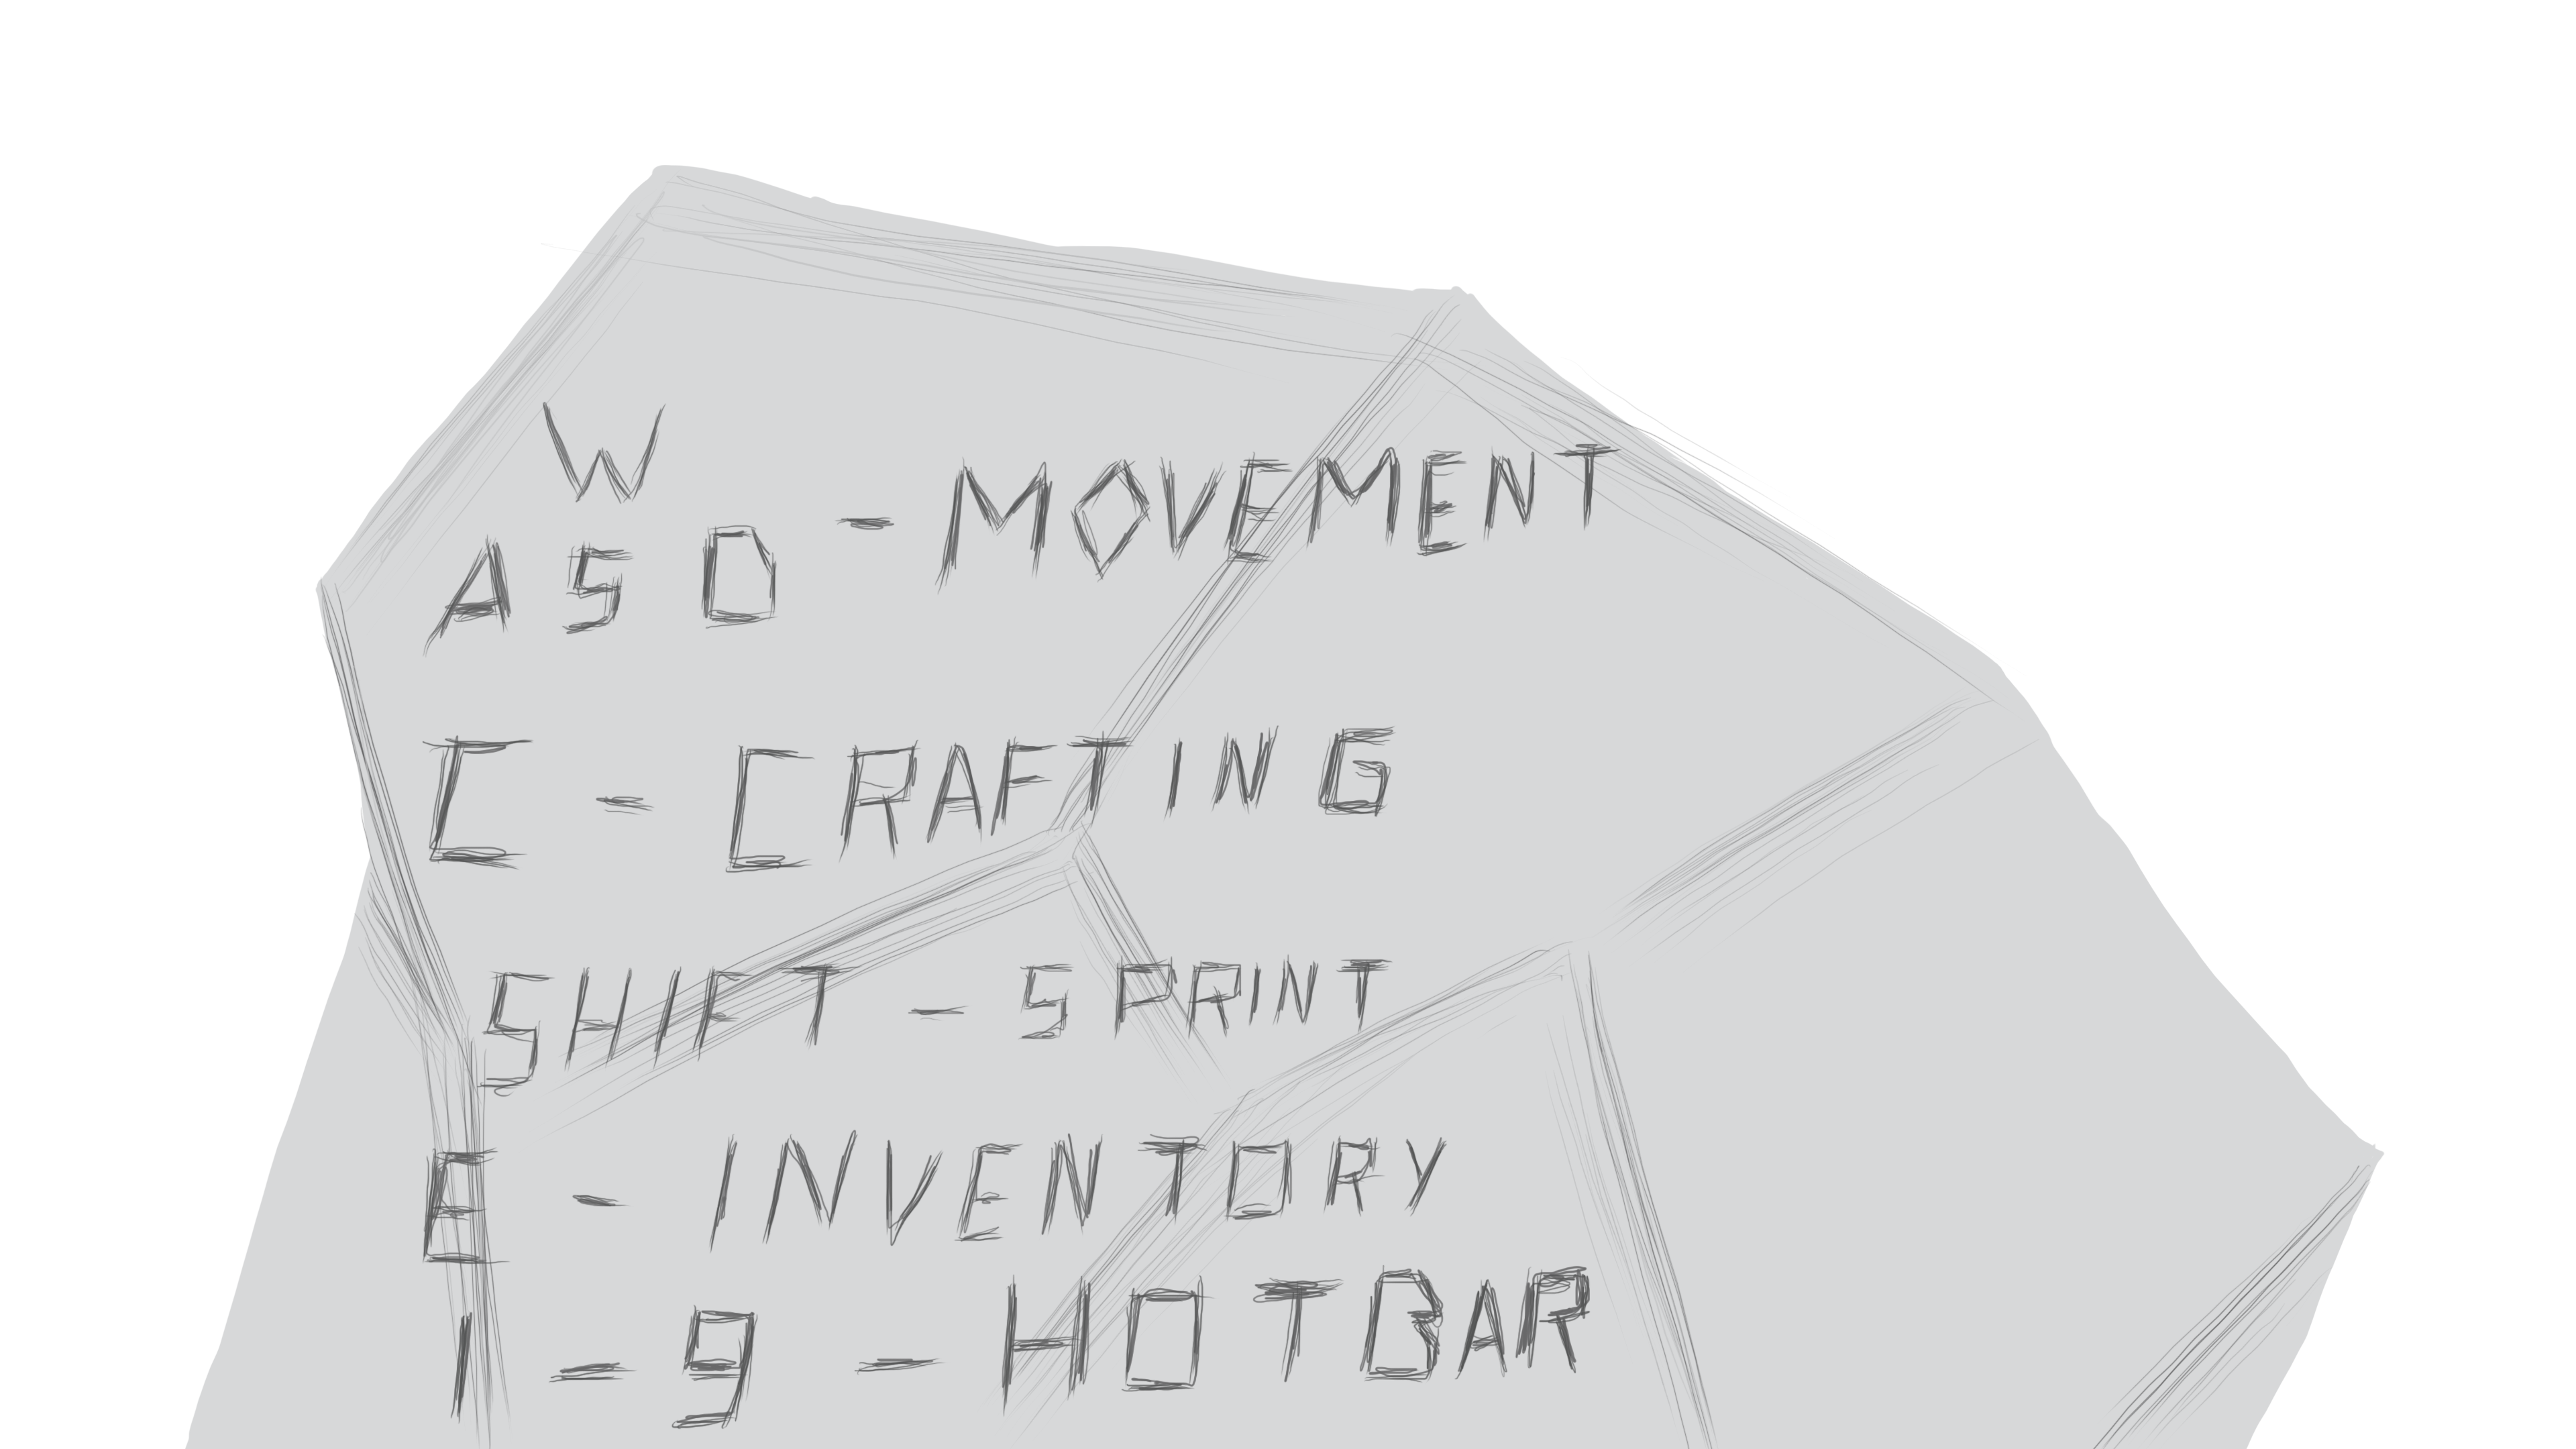 W
ASD - MOVEMENT
C - CRAFTING
SHIFT - SPRINT
E - INVENTORY
1 - 9 - HOTBAR